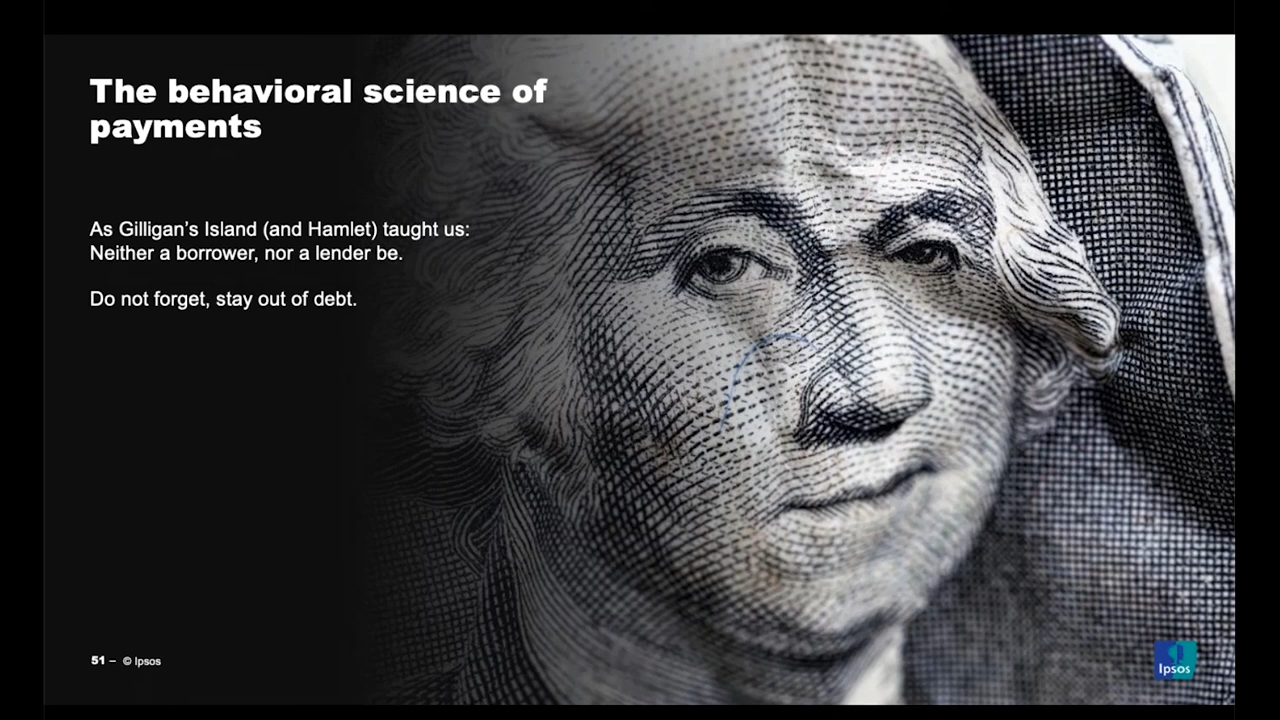 The behavioral science of
payments
As Gilligan's Island (and Hamlet) taught us:
Neither a borrower, nor a lender be.
Do not forget, stay out of debt.
51 – © Ipsos
Ipsos